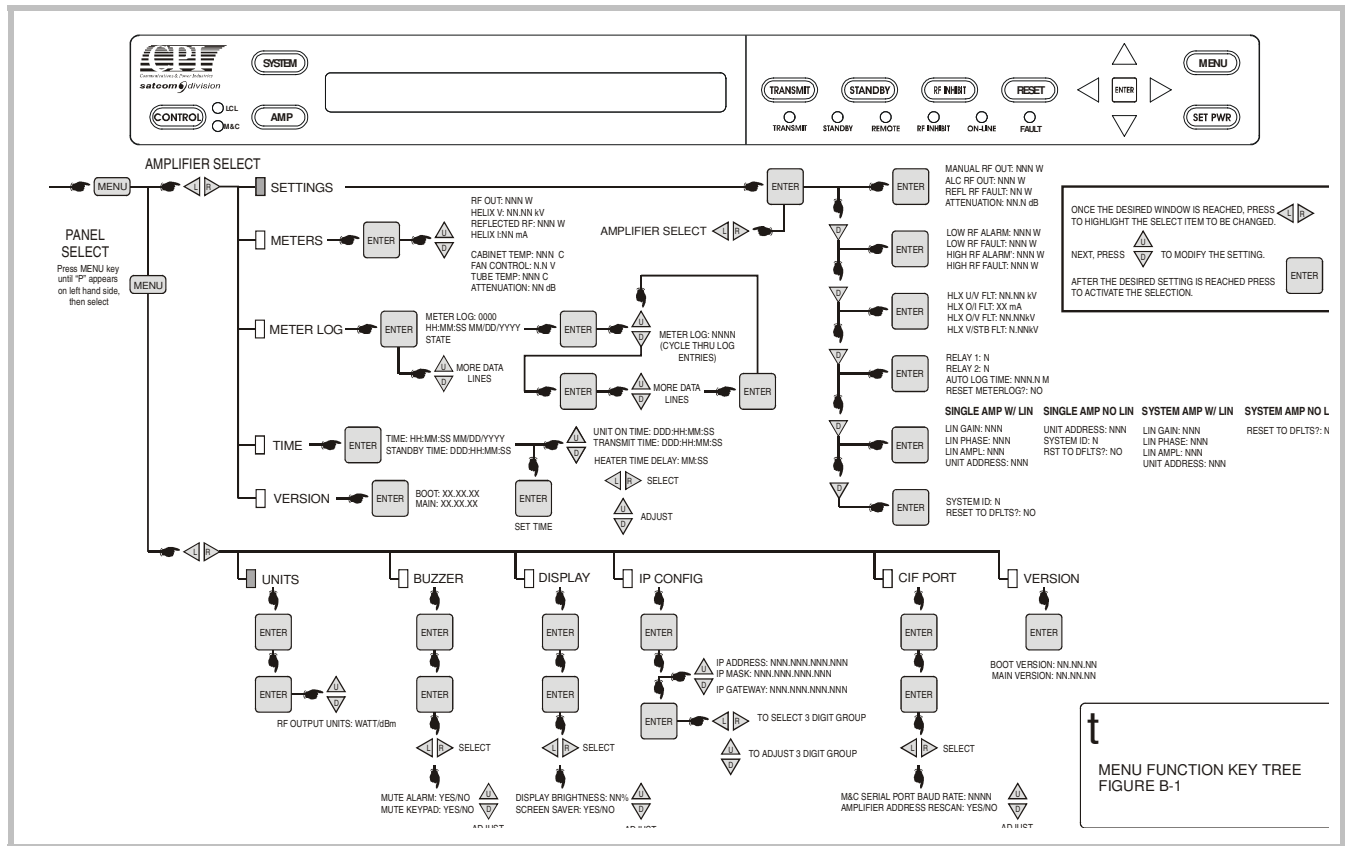 CPI
Communications & Power Industries
satcom division
SYSTEM
CONTROL
LCL
M&C
AMP
TRANSMIT
STANDBY
RF INHIBIT
RESET
TRANSMIT
STANDBY
REMOTE
RF INHIBIT
ON-LINE
FAULT
ENTER
MENU
SET PWR
AMPLIFIER SELECT
MENU
L R
PANEL
SELECT
Press MENU key
until "P" appears
on left hand side,
then select
MENU
SETTINGS
ENTER
AMPLIFIER SELECT
L R
METERS
ENTER
U
D
RF OUT: NNN W
HELIX V: NN.NN kV
REFLECTED RF: NNN W
HELIX I:NN mA
CABINET TEMP: NNN C
FAN CONTROL: N.N V
TUBE TEMP: NNN C
ATTENUATION: NN dB
METER LOG
ENTER
METER LOG: 0000
HH:MM:SS MM/DD/YYYY
STATE
U
D
MORE DATA
LINES
ENTER
U
D
METER LOG: NNNN
(CYCLE THRU LOG
ENTRIES)
ENTER
U
D
MORE DATA
LINES
ENTER
TIME
ENTER
TIME: HH:MM:SS MM/DD/YYYY
STANDBY TIME: DDD:HH:MM:SS
U
D
UNIT ON TIME: DDD:HH:MM:SS
TRANSMIT TIME: DDD:HH:MM:SS
HEATER TIME DELAY: MM:SS
ENTER
SET TIME
L R
SELECT
U
D
ADJUST
VERSION
ENTER
BOOT: XX.XX.XX
MAIN: XX.XX.XX
ENTER
MANUAL RF OUT: NNN W
ALC RF OUT: NNN W
REFL RF FAULT: NN W
ATTENUATION: NN.N dB
D
ENTER
LOW RF ALARM: NNN W
LOW RF FAULT: NNN W
HIGH RF ALARM': NNN W
HIGH RF FAULT: NNN W
D
ENTER
HLX U/V FLT: NN.NN kV
HLX O/I FLT: XX mA
HLX O/V FLT: NN.NNkV
HLX V/STB FLT: N.NNkV
D
ENTER
RELAY 1: N
RELAY 2: N
AUTO LOG TIME: NNN.N M
RESET METERLOG?: NO
D
ENTER
SINGLE AMP W/ LIN
LIN GAIN: NNN
LIN PHASE: NNN
LIN AMPL: NNN
UNIT ADDRESS: NNN
SINGLE AMP NO LIN
UNIT ADDRESS: NNN
SYSTEM ID: N
RST TO DFLTS?: NO
SYSTEM AMP W/ LIN
LIN GAIN: NNN
LIN PHASE: NNN
LIN AMPL: NNN
UNIT ADDRESS: NNN
SYSTEM AMP NO L
RESET TO DFLTS?: N
D
ENTER
SYSTEM ID: N
RESET TO DFLTS?: NO
ONCE THE DESIRED WINDOW IS REACHED, PRESS L R
TO HIGHLIGHT THE SELECT ITEM TO BE CHANGED.
NEXT, PRESS U D TO MODIFY THE SETTING.
AFTER THE DESIRED SETTING IS REACHED PRESS
TO ACTIVATE THE SELECTION.
ENTER
L R
UNITS
ENTER
ENTER
U
D
RF OUTPUT UNITS: WATT/dBm
BUZZER
ENTER
ENTER
L R
SELECT
MUTE ALARM: YES/NO
MUTE KEYPAD: YES/NO
U
D
ADJUST
DISPLAY
ENTER
ENTER
L R
SELECT
DISPLAY BRIGHTNESS: NN%
SCREEN SAVER: YES/NO
U
D
ADJUST
IP CONFIG
ENTER
U
D
IP ADDRESS: NNN.NNN.NNN.NNN
IP MASK: NNN.NNN.NNN.NNN
IP GATEWAY: NNN.NNN.NNN.NNN
ENTER
L R
TO SELECT 3 DIGIT GROUP
U
D
TO ADJUST 3 DIGIT GROUP
CIF PORT
ENTER
ENTER
L R
SELECT
M&C SERIAL PORT BAUD RATE: NNNN
AMPLIFIER ADDRESS RESCAN: YES/NO
U
D
ADJUST
VERSION
ENTER
BOOT VERSION: NN.NN.NN
MAIN VERSION: NN.NN.NN
t
MENU FUNCTION KEY TREE
FIGURE B-1